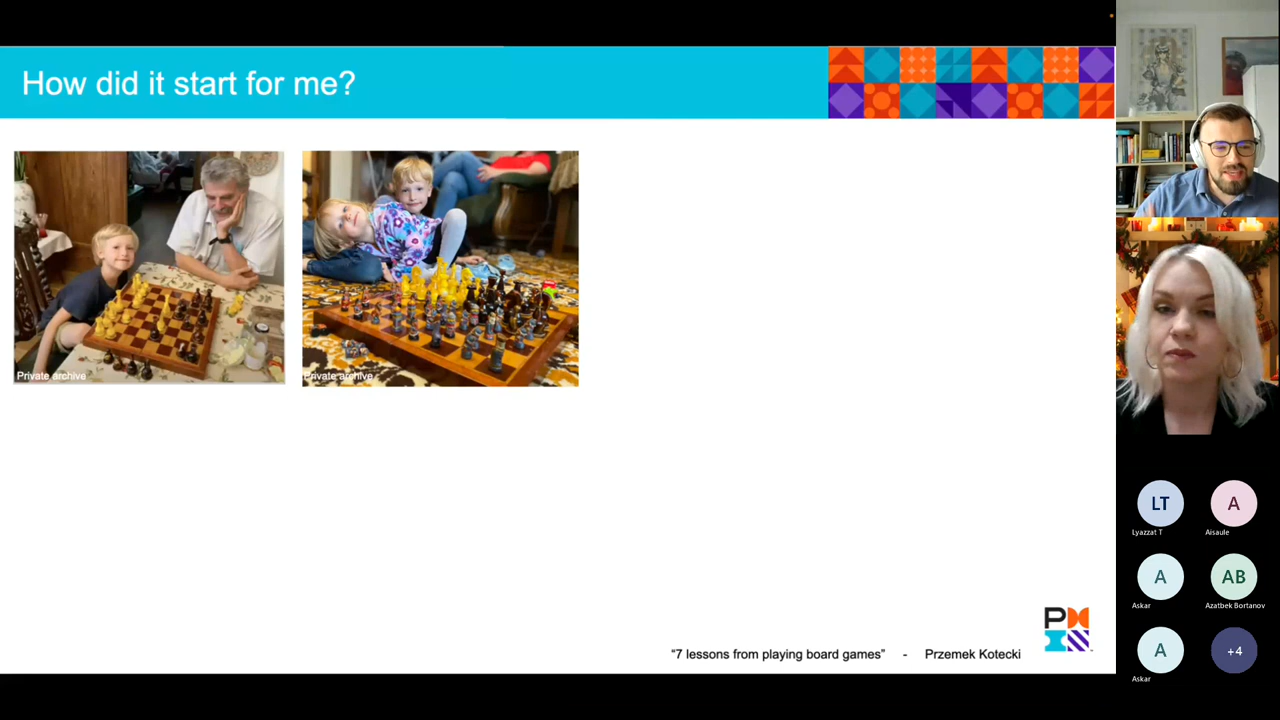 How did it start for me?
Private archive
Private archive
"7 lessons from playing board games" - Przemek Kotecki
PM
LT
Lyazzat T
A
Aisaule
A
Askar
AB
Azatbek Bortanov
A
Askar
+4